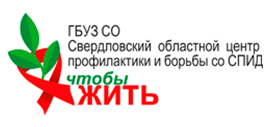 ГБУЗ СО
Свердловский областной центр
профилактики и борьбы со СПИД
чтобы
ЖИТЬ